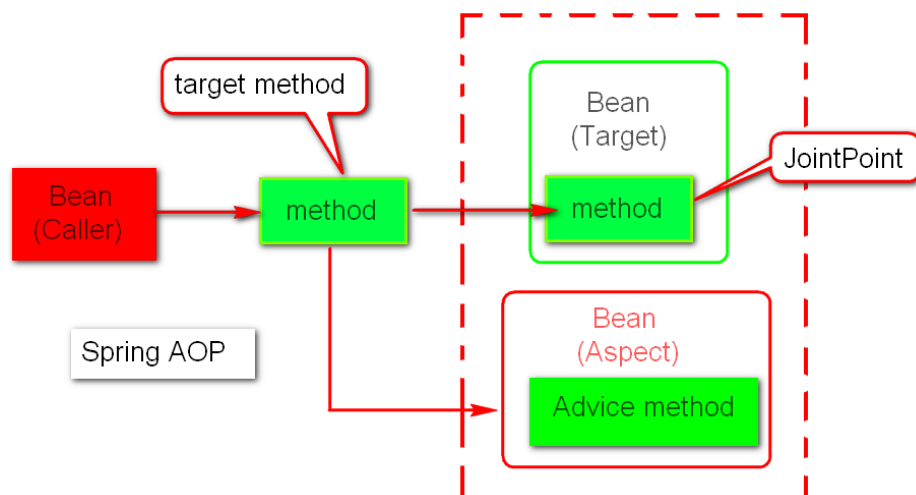 target method
Bean
(Caller)
method
Bean
(Target)
method
JointPoint
Spring AOP
Bean
(Aspect)
Advice method